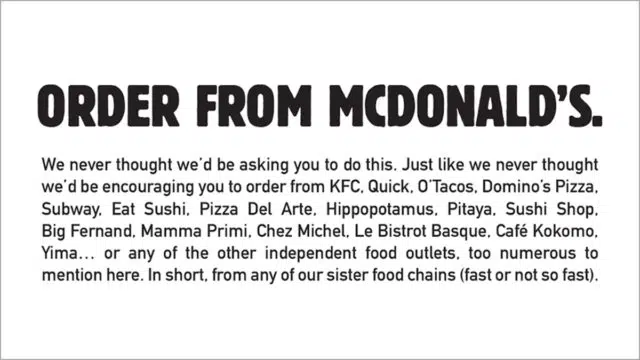 ORDER FROM MCDONALD'S.
We never thought we'd be asking you to do this. Just like we never thought
we'd be encouraging you to order from KFC, Quick, O'Tacos, Domino's Pizza,
Subway, Eat Sushi, Pizza Del Arte, Hippopotamus, Pitaya, Sushi Shop,
Big Fernand, Mamma Primi, Chez Michel, Le Bistrot Basque, Café Kokomo,
Yima... or any of the other independent food outlets, too numerous to
mention here. In short, from any of our sister food chains (fast or not so fast).